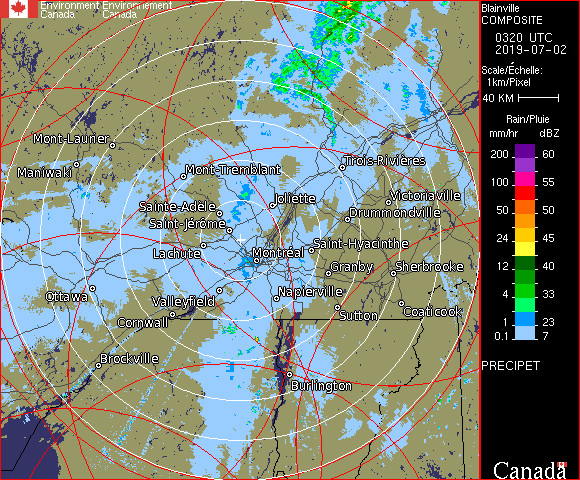 Environment Environnement
Canada Canada
Blainville
COMPOSITE
0320 UTC
2019-07-02
Scale/Échelle:
1km/Pixel
40 KM
Rain/Pluie
mm/hr dBZ
200 60
100 55
50 50
24 45
12 40
4 33
1 23
0.1 7
PRECIPET
Canada
Mont-Laurier
Maniwaki
Mont-Tremblant
Trois-Rivières
Joliette
Victoriaville
Sainte-Adele
Drummondville
Saint-Jérôme
Saint-Hyacinthe
Lachute
Montréal
Granby
Sherbrooke
Ottawa
Valleyfield
Napierville
Coaticook
Cornwall
Sutton
Brockville
Burlington